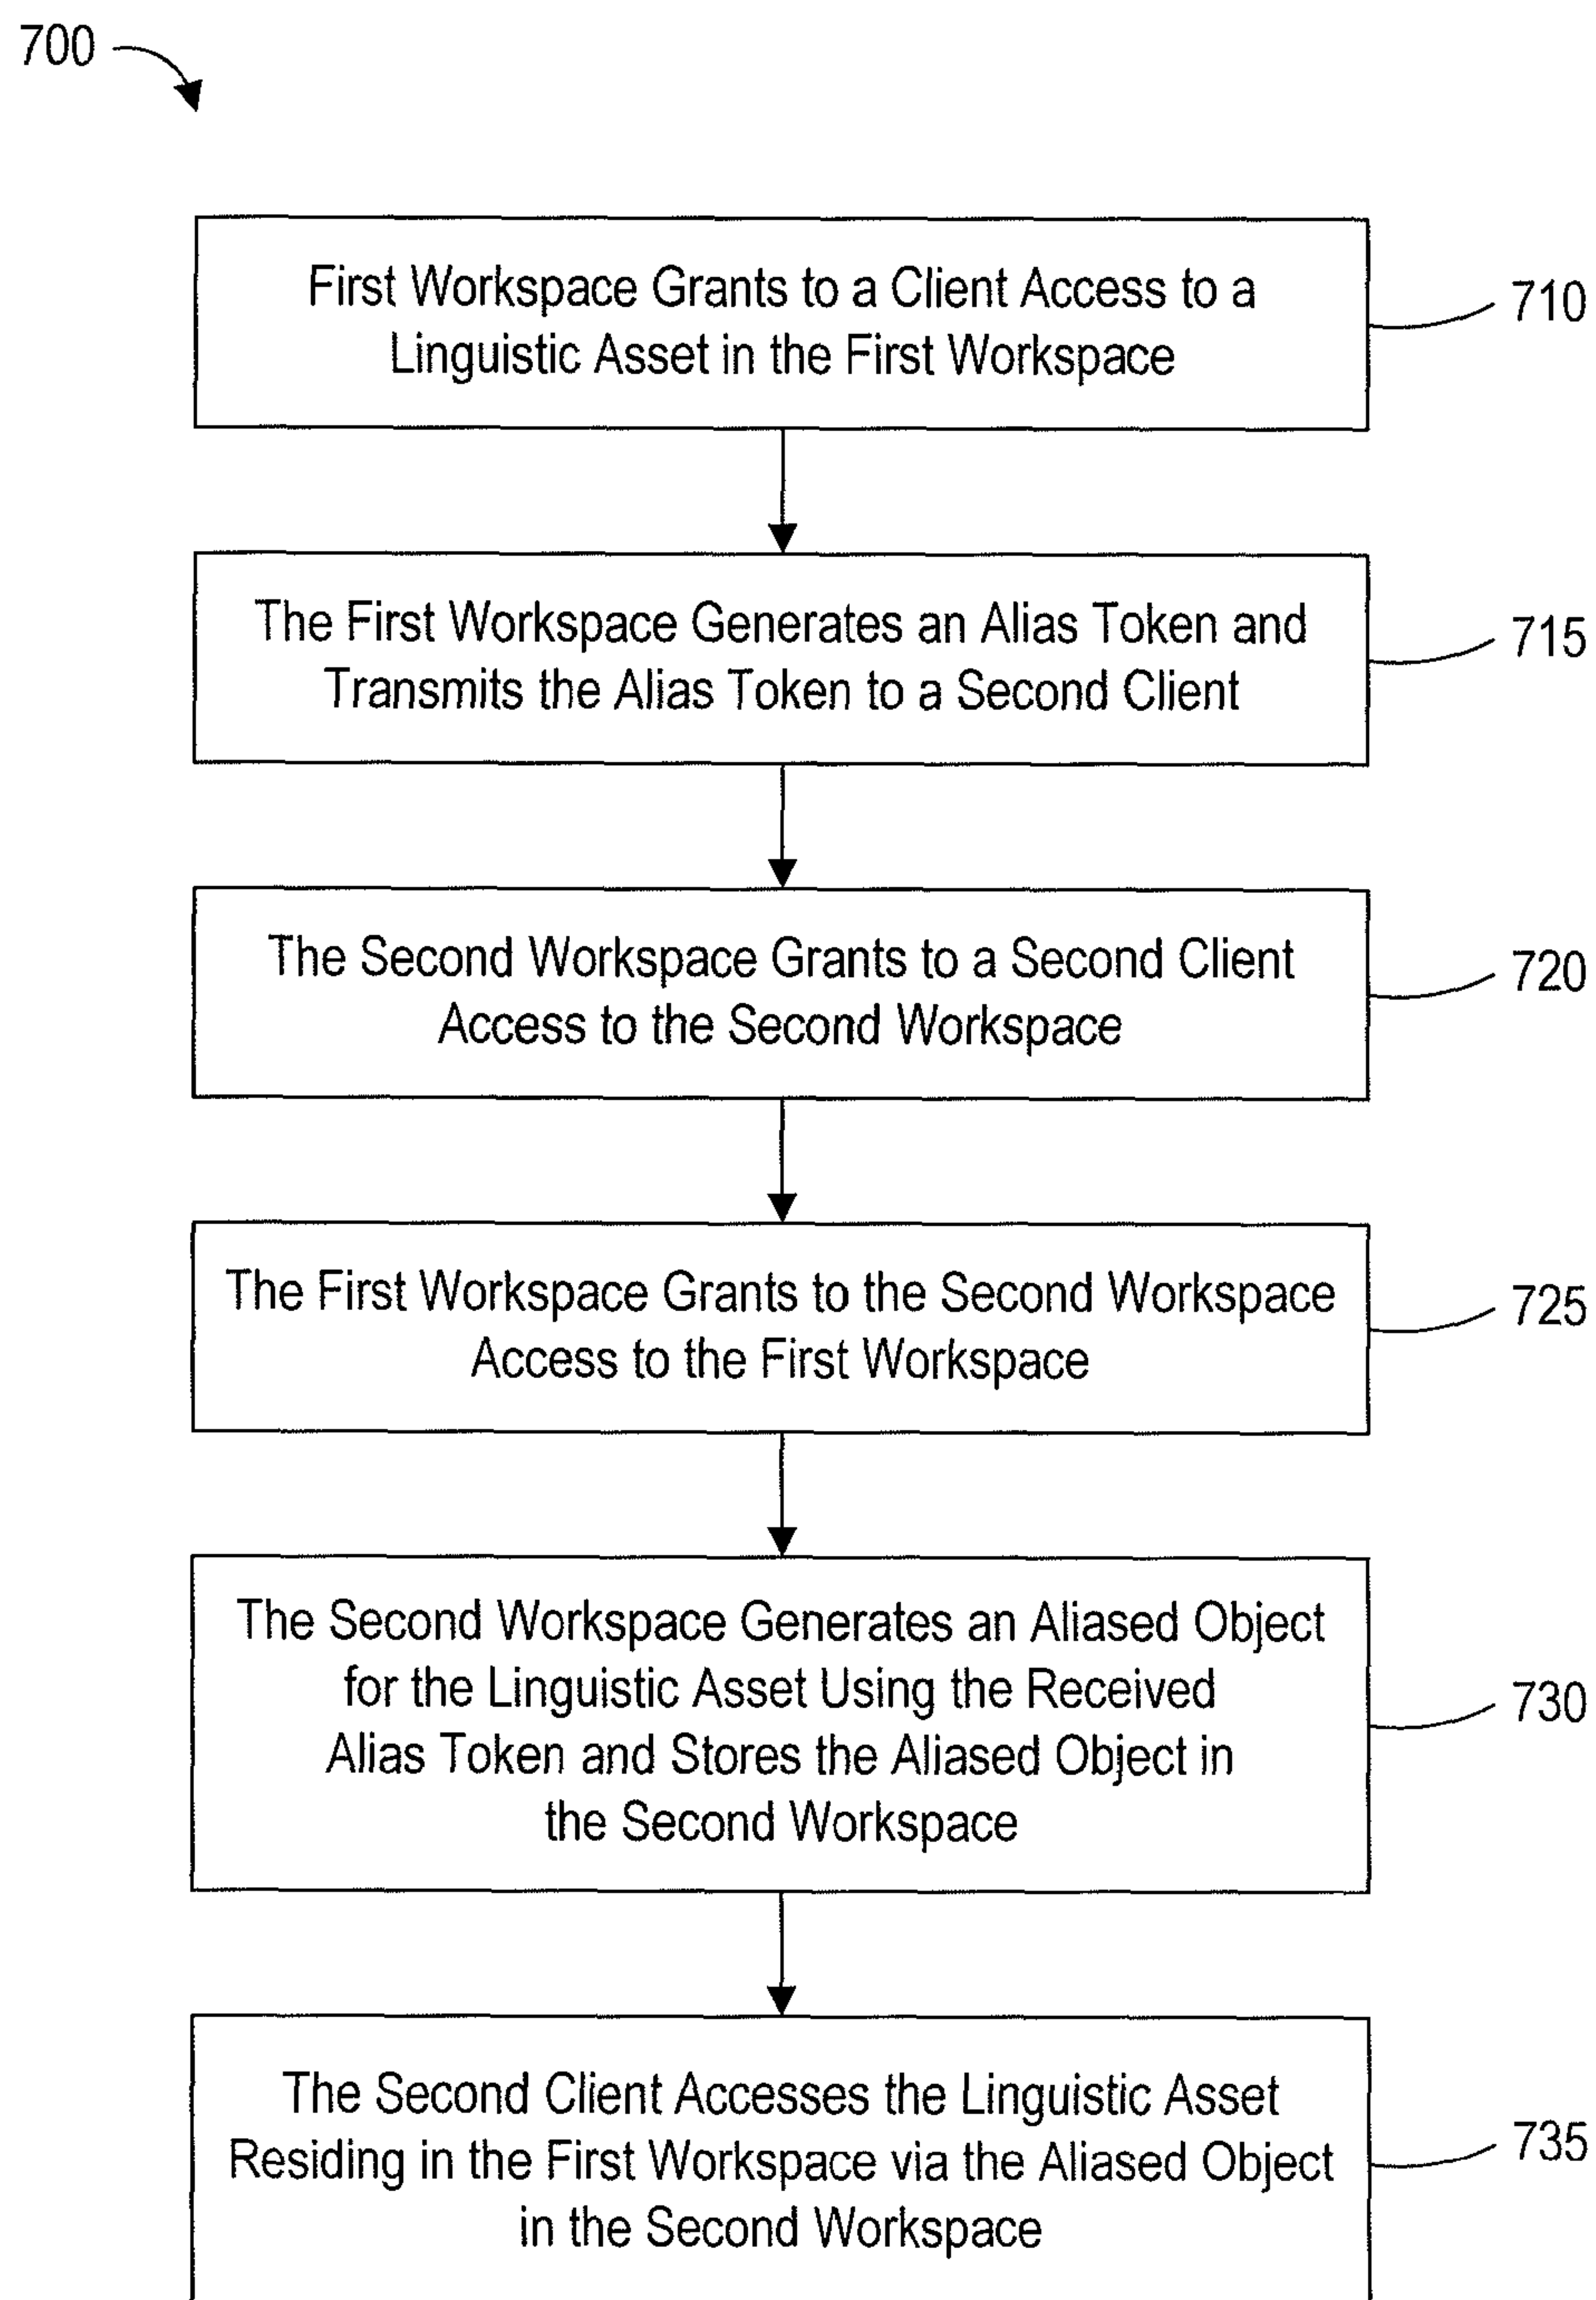 700
First Workspace Grants to a Client Access to a
Linguistic Asset in the First Workspace
710
The First Workspace Generates an Alias Token and
Transmits the Alias Token to a Second Client
715
The Second Workspace Grants to a Second Client
Access to the Second Workspace
720
The First Workspace Grants to the Second Workspace
Access to the First Workspace
725
The Second Workspace Generates an Aliased Object
for the Linguistic Asset Using the Received
Alias Token and Stores the Aliased Object in
the Second Workspace
730
The Second Client Accesses the Linguistic Asset
Residing in the First Workspace via the Aliased Object
in the Second Workspace
735